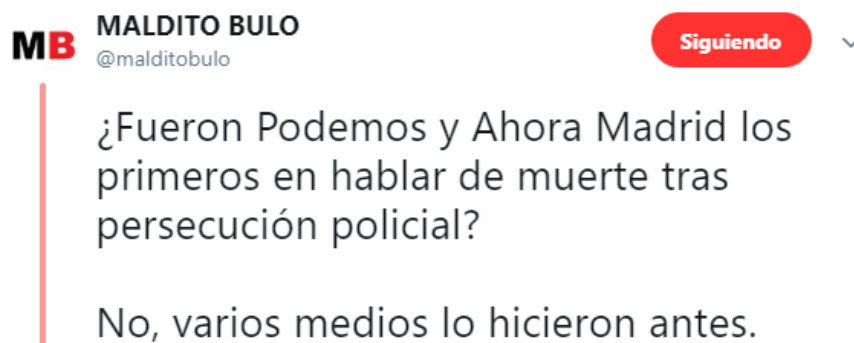 MB
MALDITO BULO
@malditobulo
Siguiendo
¿Fueron Podemos y Ahora Madrid los
primeros en hablar de muerte tras
persecución policial?
No, varios medios lo hicieron antes.